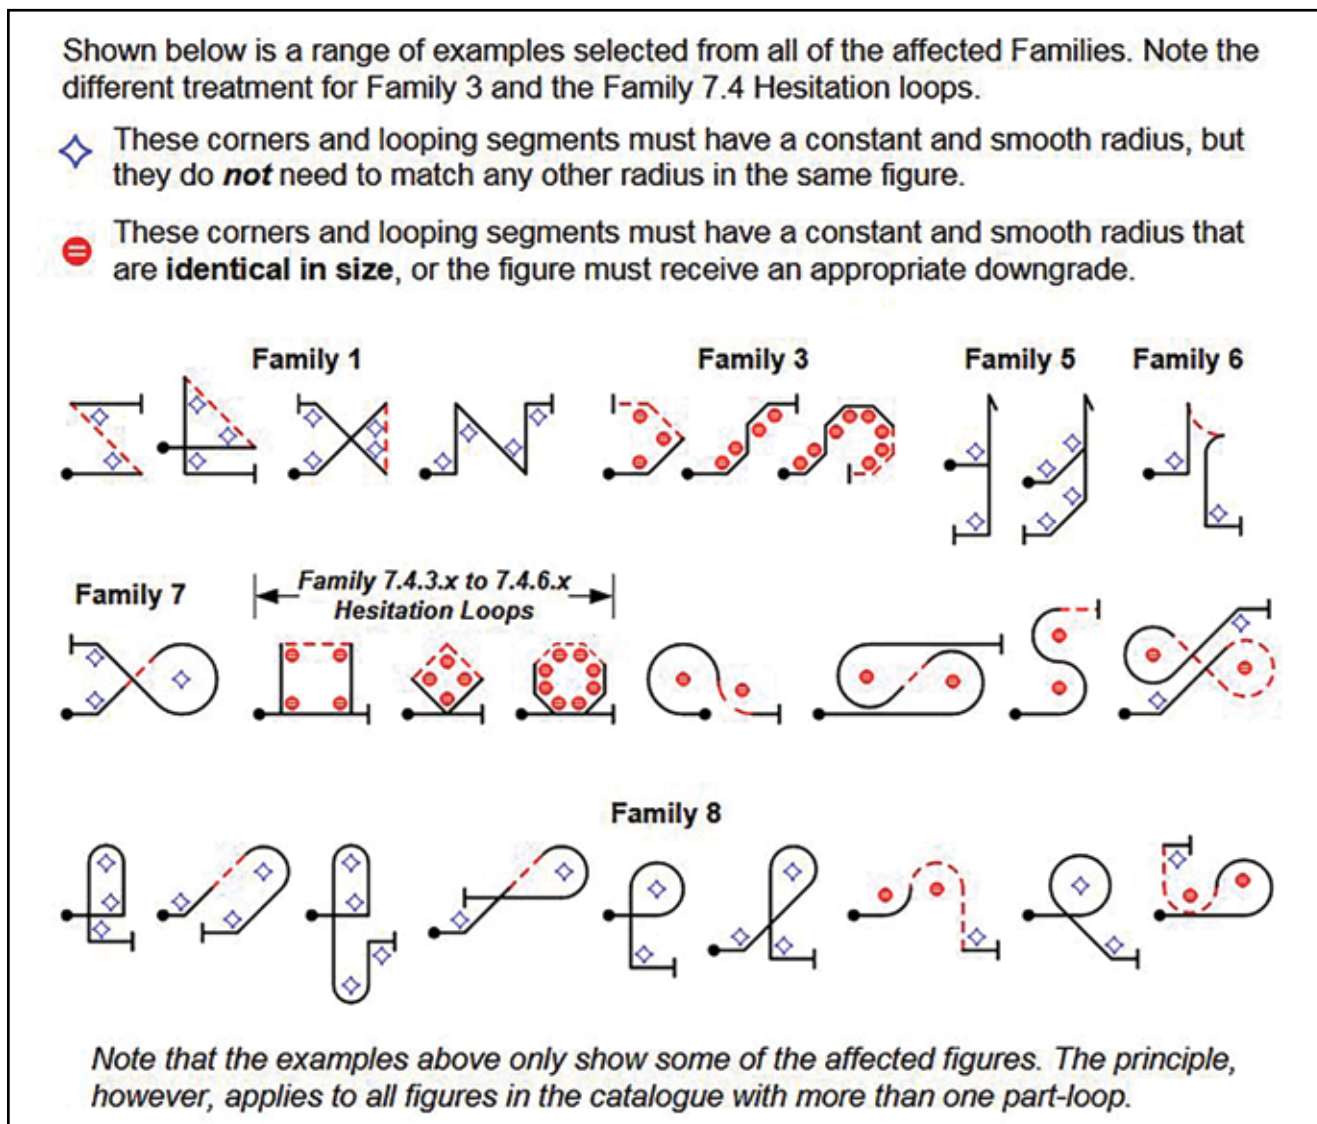 Shown below is a range of examples selected from all of the affected Families. Note the
different treatment for Family 3 and the Family 7.4 Hesitation loops.
These corners and looping segments must have a constant and smooth radius, but
they do not need to match any other radius in the same figure.
These corners and looping segments must have a constant and smooth radius that
are identical in size, or the figure must receive an appropriate downgrade.
Family 1
Family 3
Family 5
Family 6
Family 7
Family 7.4.3.x to 7.4.6.x
Hesitation Loops
Family 8
Note that the examples above only show some of the affected figures. The principle,
however, applies to all figures in the catalogue with more than one part-loop.